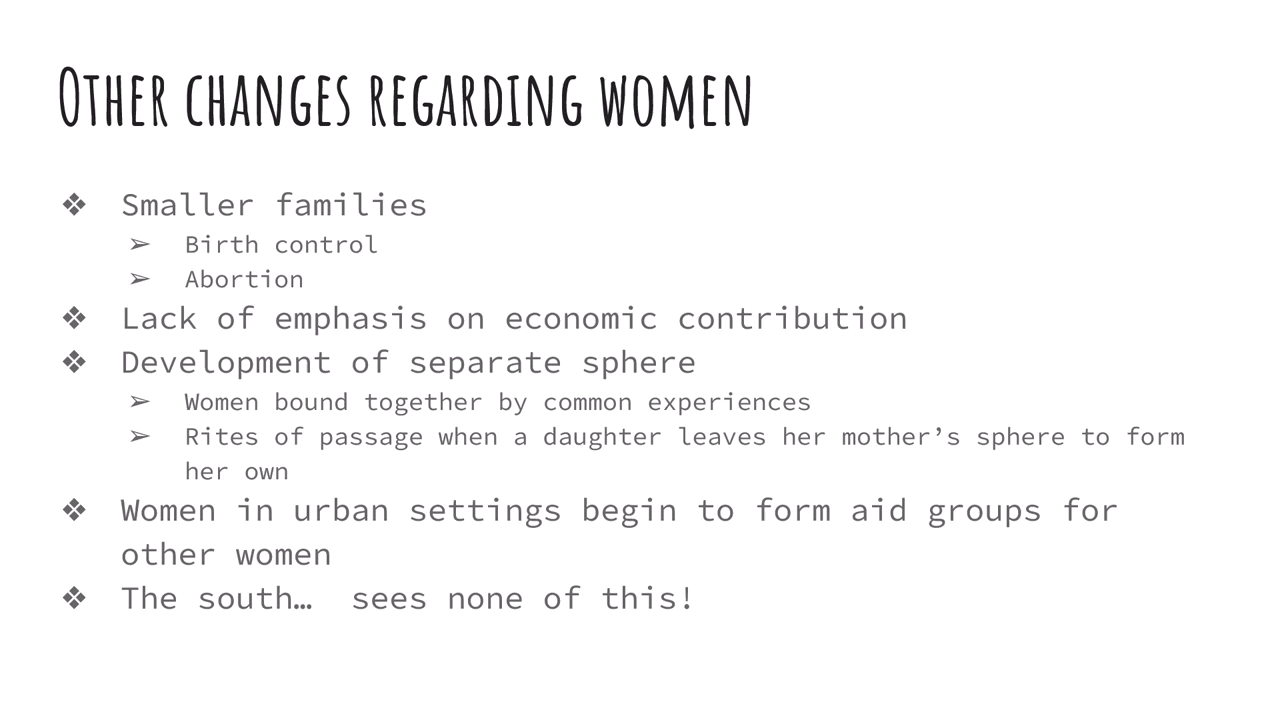 Other changes regarding women
❖ Smaller families
➢ Birth control
➢ Abortion
❖ Lack of emphasis on economic contribution
❖ Development of separate sphere
➢ Women bound together by common experiences
➢ Rites of passage when a daughter leaves her mother’s sphere to form
her own
❖ Women in urban settings begin to form aid groups for
other women
❖ The south…  sees none of this!